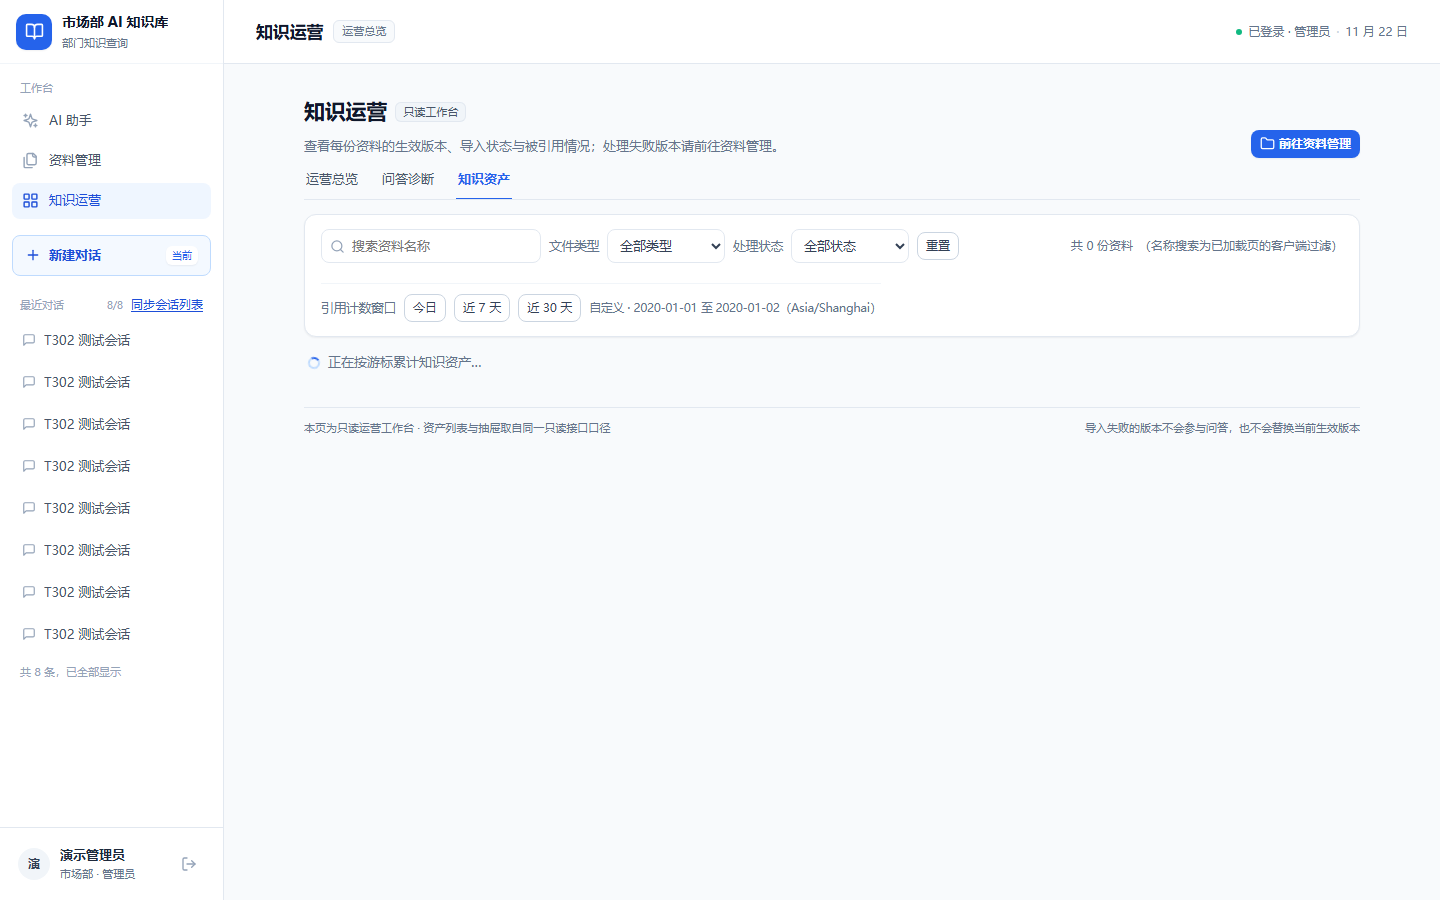 市场部 AI 知识库
部门知识查询
工作台
AI 助手
资料管理
知识运营
新建对话 当前
最近对话 8/8 同步会话列表
T302 测试会话
T302 测试会话
T302 测试会话
T302 测试会话
T302 测试会话
T302 测试会话
T302 测试会话
T302 测试会话
共 8 条，已全部显示
演 演示管理员
市场部 · 管理员
知识运营 运营总览
已登录 · 管理员 · 11 月 22 日
知识运营 只读工作台
查看每份资料的生效版本、导入状态与被引用情况；处理失败版本请前往资料管理。
前往资料管理
运营总览 问答诊断 知识资产
搜索资料名称 文件类型 全部类型 处理状态 全部状态 重置 共 0 份资料 （名称搜索为已加载页的客户端过滤）
引用计数窗口 今日 近 7 天 近 30 天 自定义 · 2020-01-01 至 2020-01-02（Asia/Shanghai）
正在按游标累计知识资产...
本页为只读运营工作台 · 资产列表与抽屉取自同一只读接口口径
导入失败的版本不会参与问答，也不会替换当前生效版本